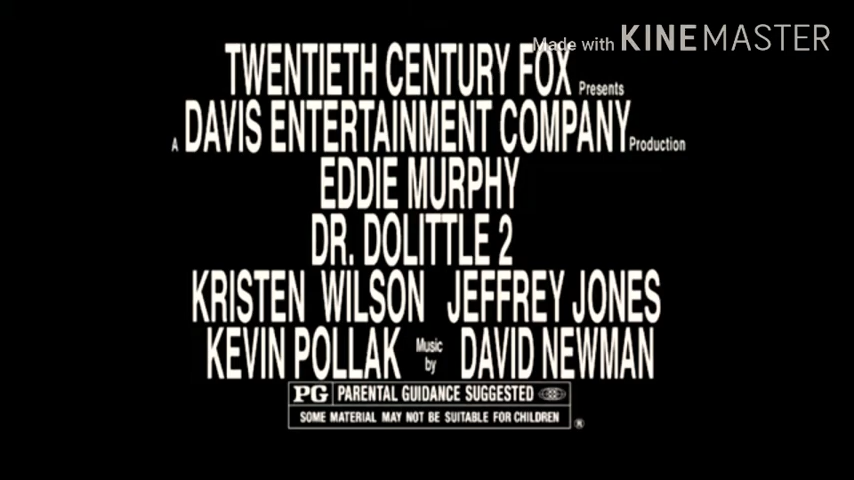 Made with KINEMASTER
TWENTIETH CENTURY FOX Presents
A DAVIS ENTERTAINMENT COMPANY Production
EDDIE MURPHY
DR. DOLITTLE 2
KRISTEN WILSON JEFFREY JONES
KEVIN POLLAK Music by DAVID NEWMAN
PG PARENTAL GUIDANCE SUGGESTED
SOME MATERIAL MAY NOT BE SUITABLE FOR CHILDREN ®